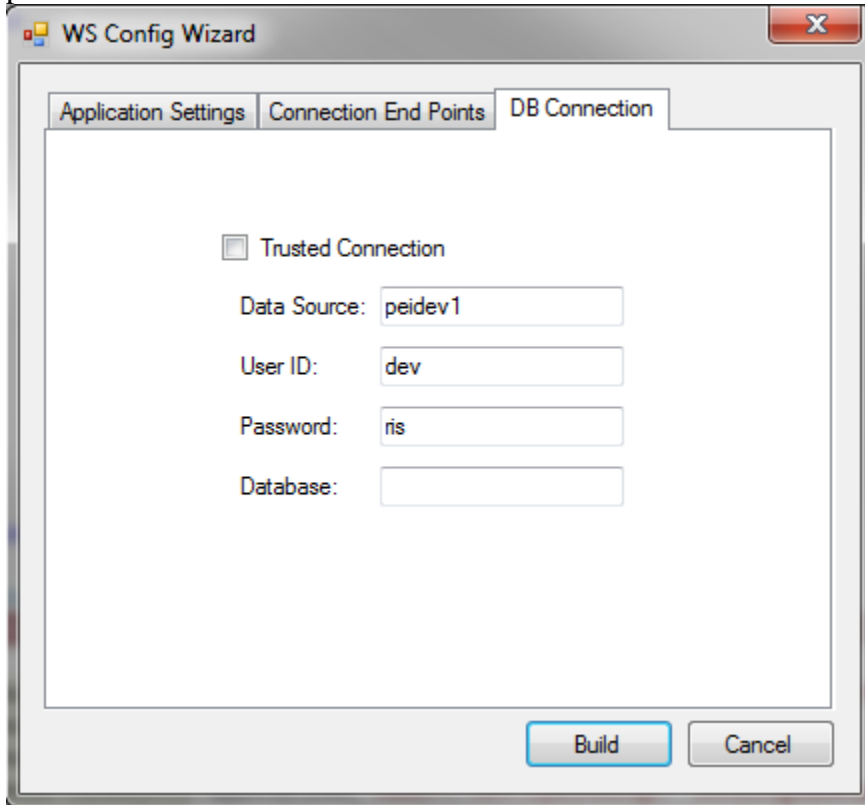 WS Config Wizard
Application Settings Connection End Points DB Connection
Trusted Connection
Data Source: peidev1
User ID: dev
Password: ris
Database:
Build Cancel